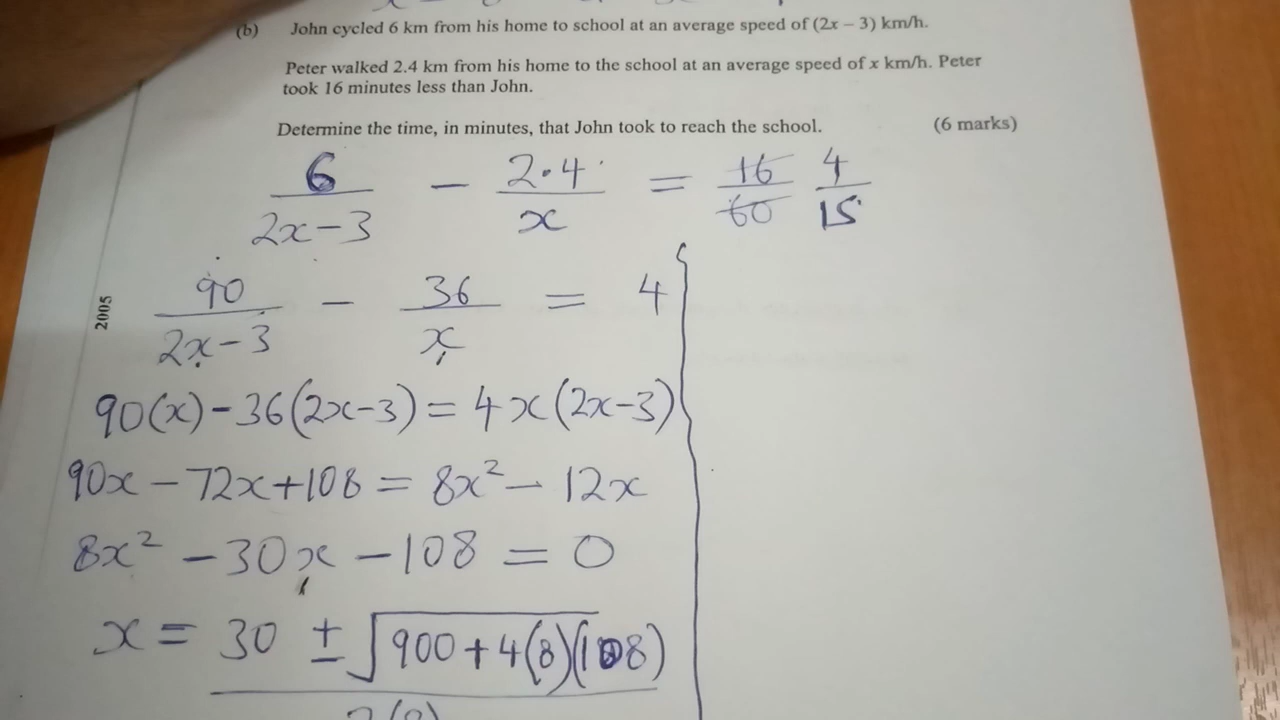 (b) John cycled 6 km from his home to school at an average speed of (2x – 3) km/h.
Peter walked 2.4 km from his home to the school at an average speed of x km/h. Peter
took 16 minutes less than John.
Determine the time, in minutes, that John took to reach the school. (6 marks)
6/(2x-3) - 2.4/x = 16/60 4/15
2005
90/(2x-3) - 36/x = 4
90(x)-36(2x-3)=4x(2x-3)
90x-72x+108=8x²-12x
8x²-30x-108=0
x = 30 ± √900+4(8)(108)
2(8)